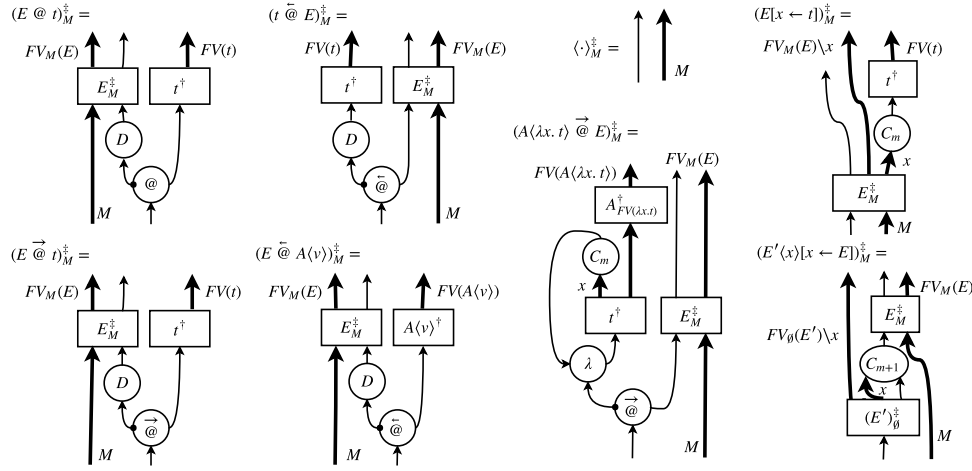 (E @ t)‡M =
FVM(E)
FV(t)
E‡M
t†
D
@
M
(t @← E)‡M =
FV(t)
FVM(E)
t†
E‡M
D
@←
M
⟨·⟩‡M =
M
(E[x ← t])‡M =
FVM(E)\x
FV(t)
t†
Cm
x
E‡M
M
(A⟨λx. t⟩ @→ E)‡M =
FV(A⟨λx. t⟩)
FVM(E)
A†FV(λx.t)
Cm
x
t†
E‡M
λ
@→
M
(E @→ t)‡M =
FVM(E)
FV(t)
E‡M
t†
D
@→
M
(E @← A⟨v⟩)‡M =
FVM(E)
FV(A⟨v⟩)
E‡M
A⟨v⟩†
D
@←
M
(E′⟨x⟩[x ← E])‡M =
FVM(E)
E‡M
FV∅(E′)\x
Cm+1
x
(E′)‡∅
M